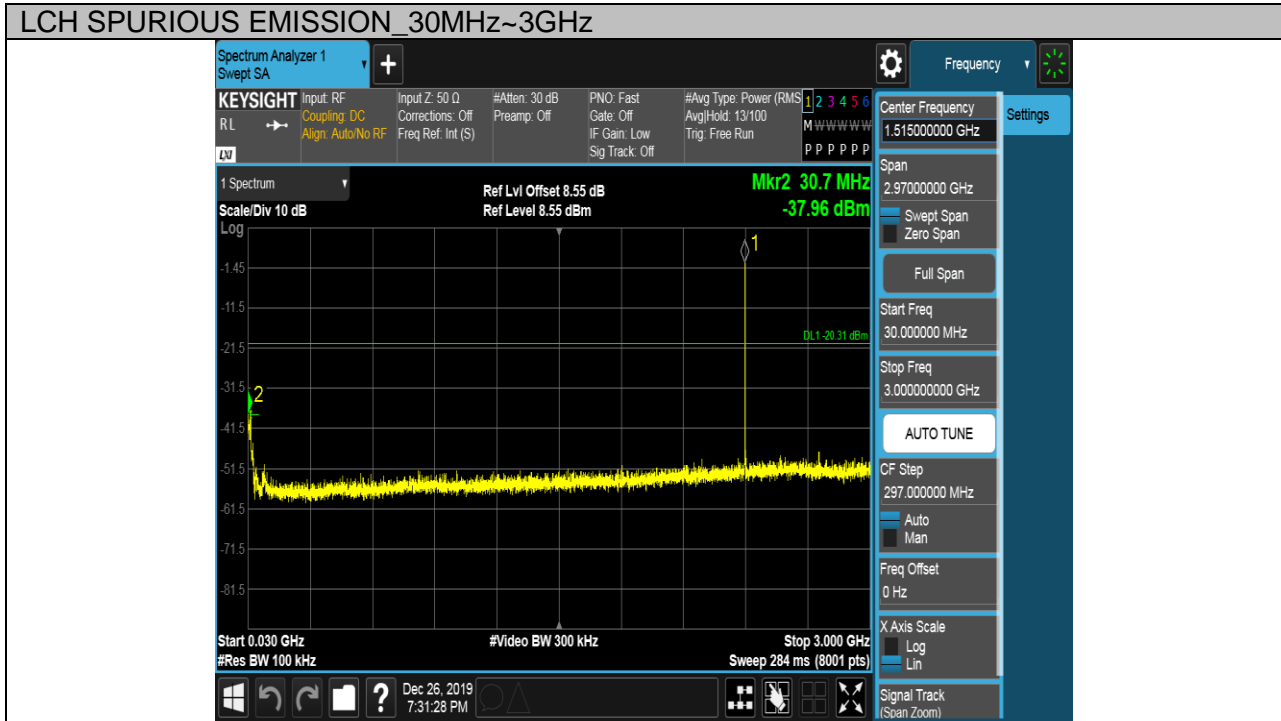 LCH SPURIOUS EMISSION_30MHz~3GHz
Spectrum Analyzer 1
Swept SA
Frequency
KEYSIGHT
RL
LXI
Input: RF
Coupling: DC
Align: Auto/No RF
Input Z: 50 Ω
Corrections: Off
Freq Ref: Int (S)
#Atten: 30 dB
Preamp: Off
PNO: Fast
Gate: Off
IF Gain: Low
Sig Track: Off
#Avg Type: Power (RMS
Avg|Hold: 13/100
Trig: Free Run
1 2 3 4 5 6
M W W W W W
P P P P P P
1 Spectrum
Scale/Div 10 dB
Ref Lvl Offset 8.55 dB
Ref Level 8.55 dBm
Mkr2 30.7 MHz
-37.96 dBm
Log
1
-1.45
-11.5
DL1 -20.31 dBm
-21.5
-31.5
2
-41.5
-51.5
-61.5
-71.5
-81.5
Start 0.030 GHz
#Video BW 300 kHz
Stop 3.000 GHz
#Res BW 100 kHz
Sweep 284 ms (8001 pts)
Dec 26, 2019
7:31:28 PM
?
Center Frequency
1.515000000 GHz
Settings
Span
2.97000000 GHz
Swept Span
Zero Span
Full Span
Start Freq
30.000000 MHz
Stop Freq
3.000000000 GHz
AUTO TUNE
CF Step
297.000000 MHz
Auto
Man
Freq Offset
0 Hz
X Axis Scale
Log
Lin
Signal Track
(Span Zoom)